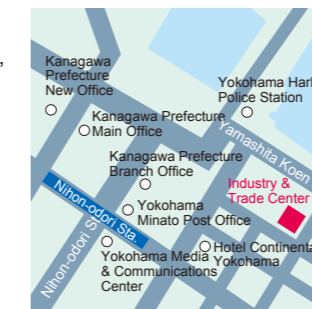 ,
Kanagawa
Prefecture
New Office
Yokohama Harb
Police Station
Kanagawa Prefecture
Main Office
Yamashita Koen
Kanagawa Prefecture
Branch Office
Industry &
Trade Center
Nihon-odori Sta.
Yokohama
Minato Post Office
Nihon-odori St
Yokohama Media
& Communications
Center
Hotel Continenta
Yokohama